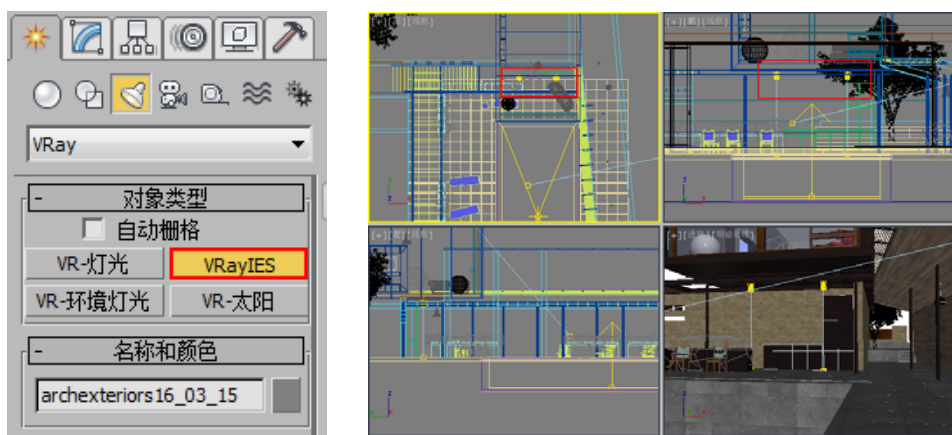 VRay
- 对象类型
自动栅格
VR-灯光 VRayIES
VR-环境灯光 VR-太阳
- 名称和颜色
archexteriors16_03_15